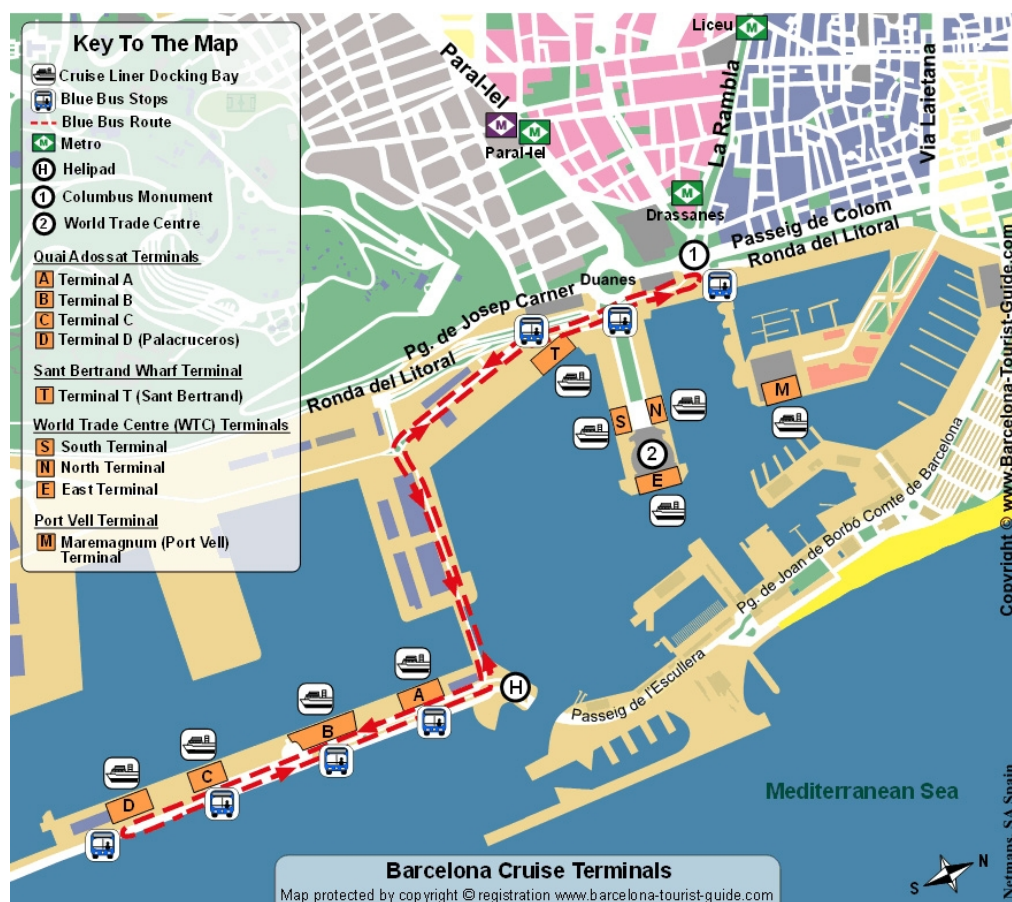 Key To The Map
Cruise Liner Docking Bay
Blue Bus Stops
Blue Bus Route
M Metro
H Helipad
1 Columbus Monument
2 World Trade Centre
Quai Adossat Terminals
A Terminal A
B Terminal B
C Terminal C
D Terminal D (Palacruceros)
Sant Bertrand Wharf Terminal
T Terminal T (Sant Bertrand)
World Trade Centre (WTC) Terminals
S South Terminal
N North Terminal
E East Terminal
Port Vell Terminal
M Maremagnum (Port Vell)
Terminal
Liceu
M
Paral-lel
M
M
Paral-lel
La Rambla
Via Laietana
M
Drassanes
Passeig de Colom
Ronda del Litoral
1
Duanes
Pg. de Josep Carner
Ronda del Litoral
T
S
N
2
E
M
Pg. de Joan de Borbó Comte de Barcelona
Passeig de l'Escullera
H
A
B
C
D
Mediterranean Sea
Copyright © www.Barcelona-Tourist-Guide.com
Netmans, SA Spain
N
S
Barcelona Cruise Terminals
Map protected by copyright © registration www.barcelona-tourist-guide.com